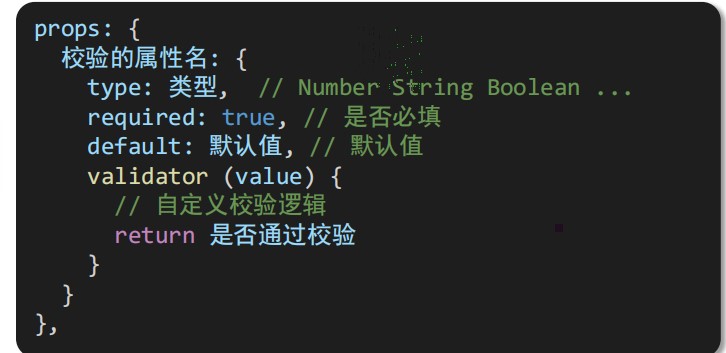 props: {
  校验的属性名: {
    type: 类型,  // Number String Boolean ...
    required: true, // 是否必填
    default: 默认值, // 默认值
    validator (value) {
      // 自定义校验逻辑
      return 是否通过校验
    }
  }
},